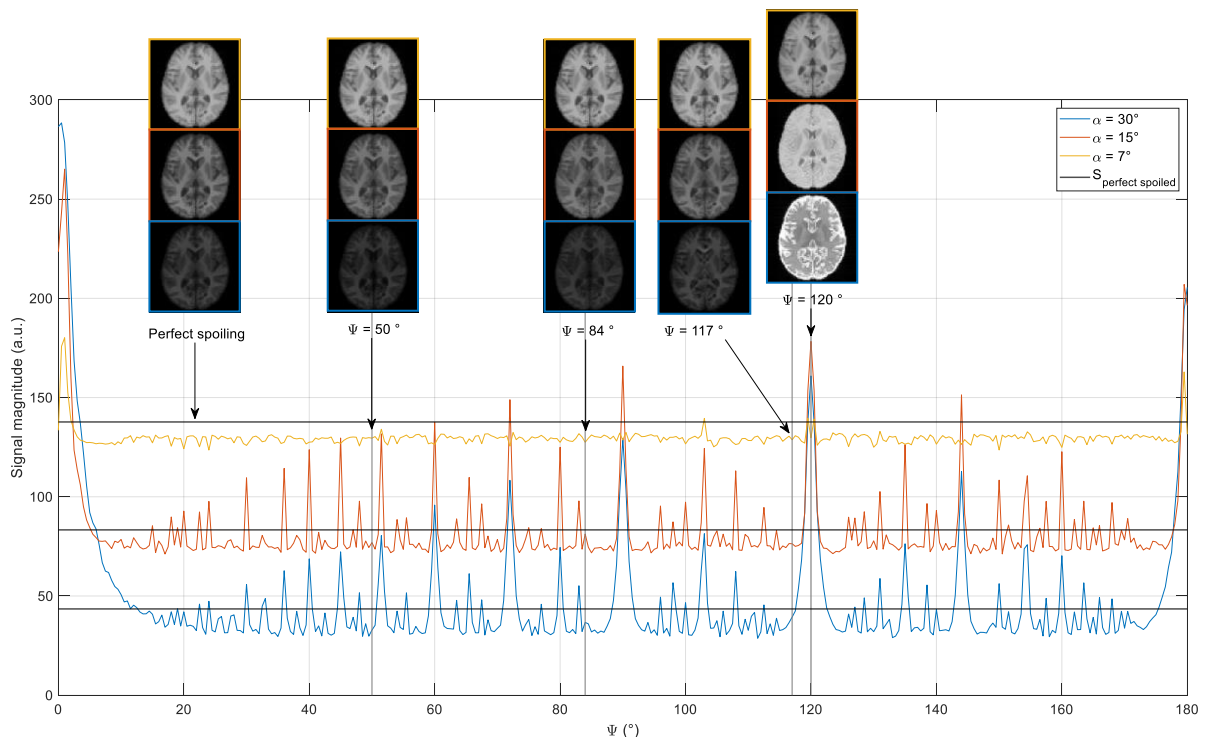 300
250
200
150
100
50
0
Signal magnitude (a.u.)
0 20 40 60 80 100 120 140 160 180
Ψ (°)
Perfect spoiling
Ψ = 50 °
Ψ = 84 °
Ψ = 117 °
Ψ = 120 °
α = 30°
α = 15°
α = 7°
S perfect spoiled